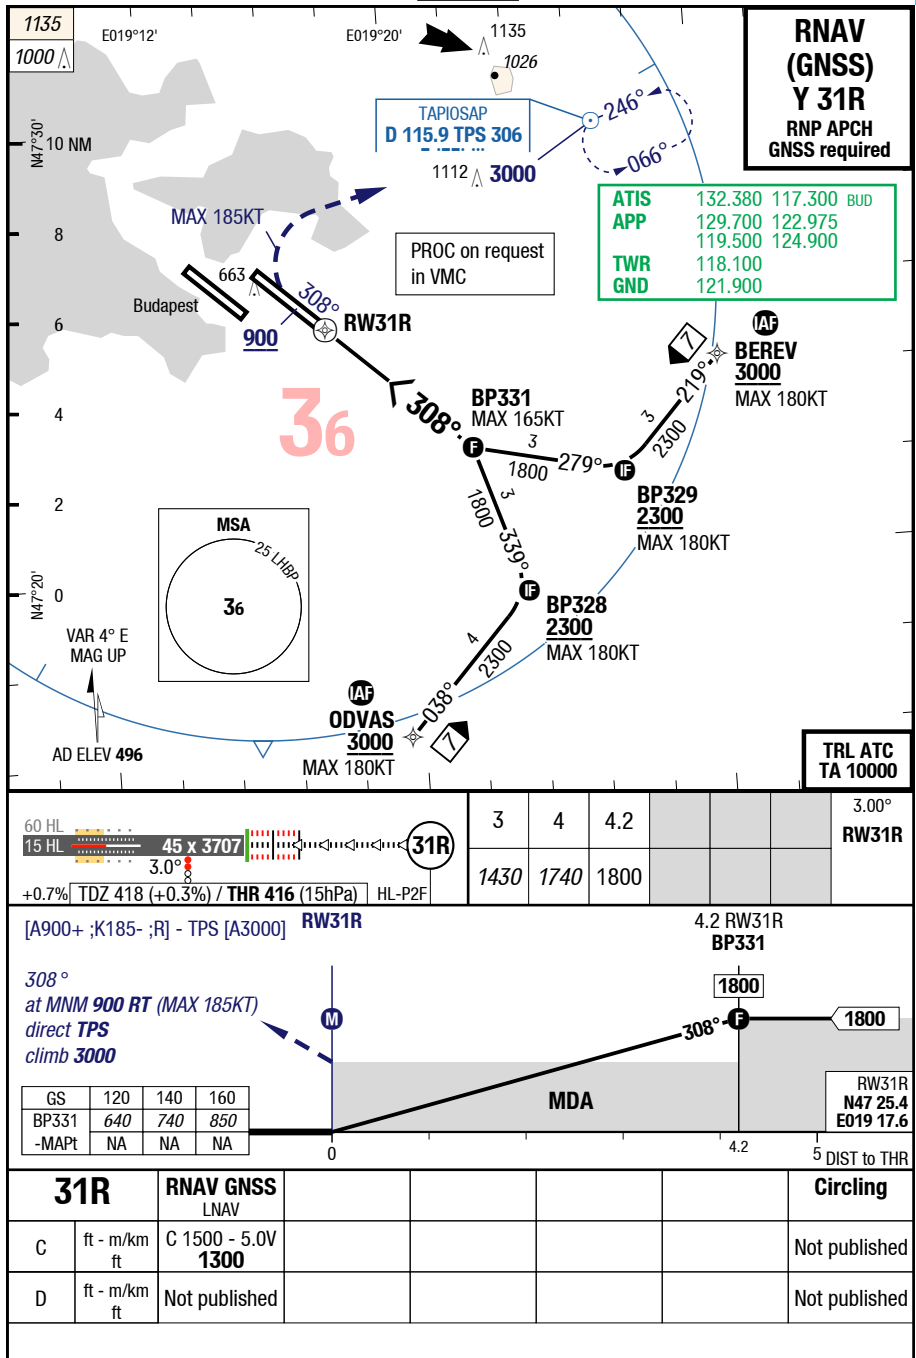 1135
1000
E019°12'
E019°20'
1135
1026
RNAV
(GNSS)
Y 31R
RNP APCH
GNSS required
N47°30'
10 NM
TAPIOSAP
D 115.9 TPS 306
246°
066°
1112
3000
MAX 185KT
ATIS 132.380 117.300 BUD
APP 129.700 122.975
119.500 124.900
TWR 118.100
GND 121.900
8
PROC on request
in VMC
663
308°
Budapest
6
900
RW31R
IAF
BEREV
3000
MAX 180KT
7
219°
3
2300
4
36
308°
BP331
MAX 165KT
F
3
1800
279°
IF
BP329
2300
MAX 180KT
2
3
1800
339°
MSA
25 LHBP
36
N47°20'
0
IF
BP328
2300
MAX 180KT
VAR 4° E
MAG UP
4
2300
038°
IAF
ODVAS
3000
MAX 180KT
7
AD ELEV 496
TRL ATC
TA 10000
60 HL
15 HL
45 x 3707
31R
3.0°
+0.7%
TDZ 418 (+0.3%) / THR 416 (15hPa)
HL-P2F
3 4 4.2
1430 1740 1800
3.00°
RW31R
[A900+ ;K185- ;R] - TPS [A3000]
RW31R
4.2 RW31R
BP331
1800
308 °
at MNM 900 RT (MAX 185KT)
direct TPS
climb 3000
M
308°
F
1800
MDA
GS 120 140 160
BP331 640 740 850
-MAPt NA NA NA
RW31R
N47 25.4
E019 17.6
0
4.2
5
DIST to THR
31R
RNAV GNSS
LNAV
Circling
C
ft - m/km
ft
C 1500 - 5.0V
1300
Not published
D
ft - m/km
ft
Not published
Not published